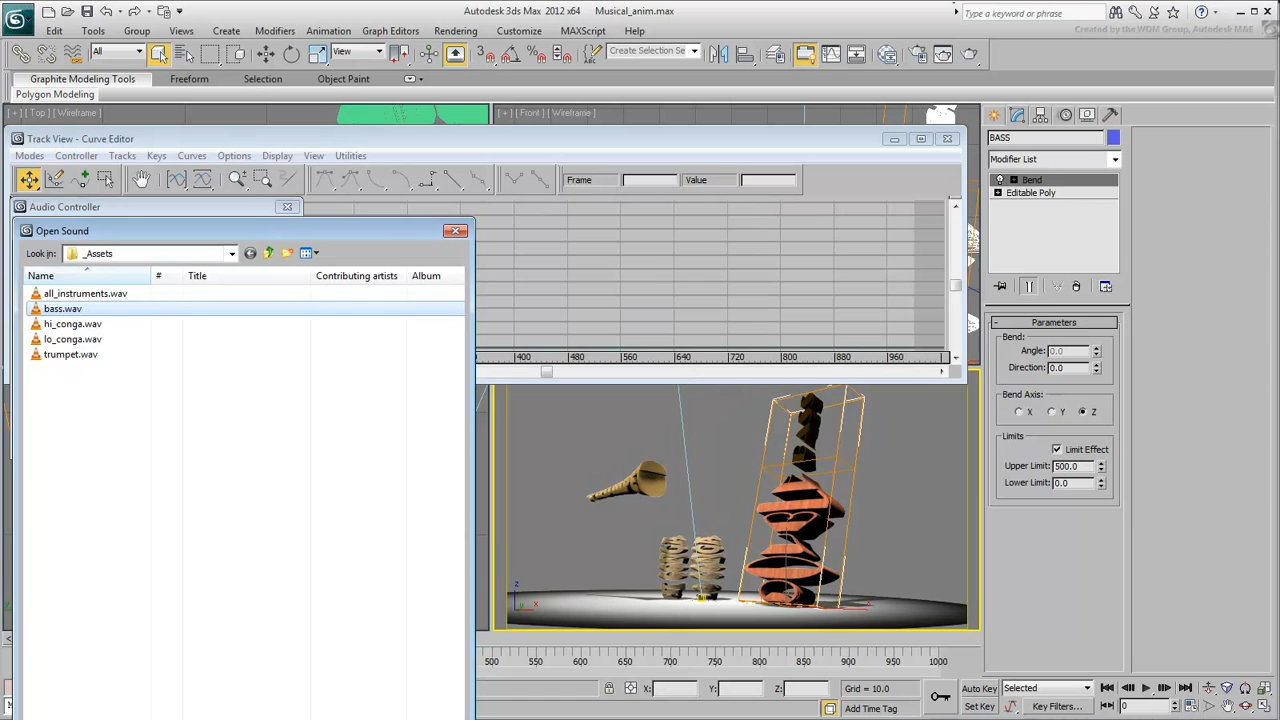 Autodesk 3ds Max 2012 x64 Musical_anim.max
Type a keyword or phrase
Created by the WDM Group, Autodesk M&E
Edit Tools Group Views Create Modifiers Animation Graph Editors Rendering Customize MAXScript Help
All View Create Selection Se
Graphite Modeling Tools Freeform Selection Object Paint
Polygon Modeling
[ + ] [ Top ] [ Wireframe ] [ + ] [ Front ] [ Wireframe ]
Track View - Curve Editor
Modes Controller Tracks Keys Curves Options Display View Utilities
Frame Value
Audio Controller
Open Sound
Look in: _Assets
Name # Title Contributing artists Album
all_instruments.wav
bass.wav
hi_conga.wav
lo_conga.wav
trumpet.wav
400 480 560 640 720 800 880 960
BASS
Modifier List
Bend
Editable Poly
Parameters
Bend:
Angle: 0.0
Direction: 0.0
Bend Axis:
X Y Z
Limits
Limit Effect
Upper Limit: 500.0
Lower Limit: 0.0
z
x
500 550 600 650 700 750 800 850 900 950 1000
X: Y: Z: Grid = 10.0 Auto Key Selected
Add Time Tag Set Key Key Filters... 0